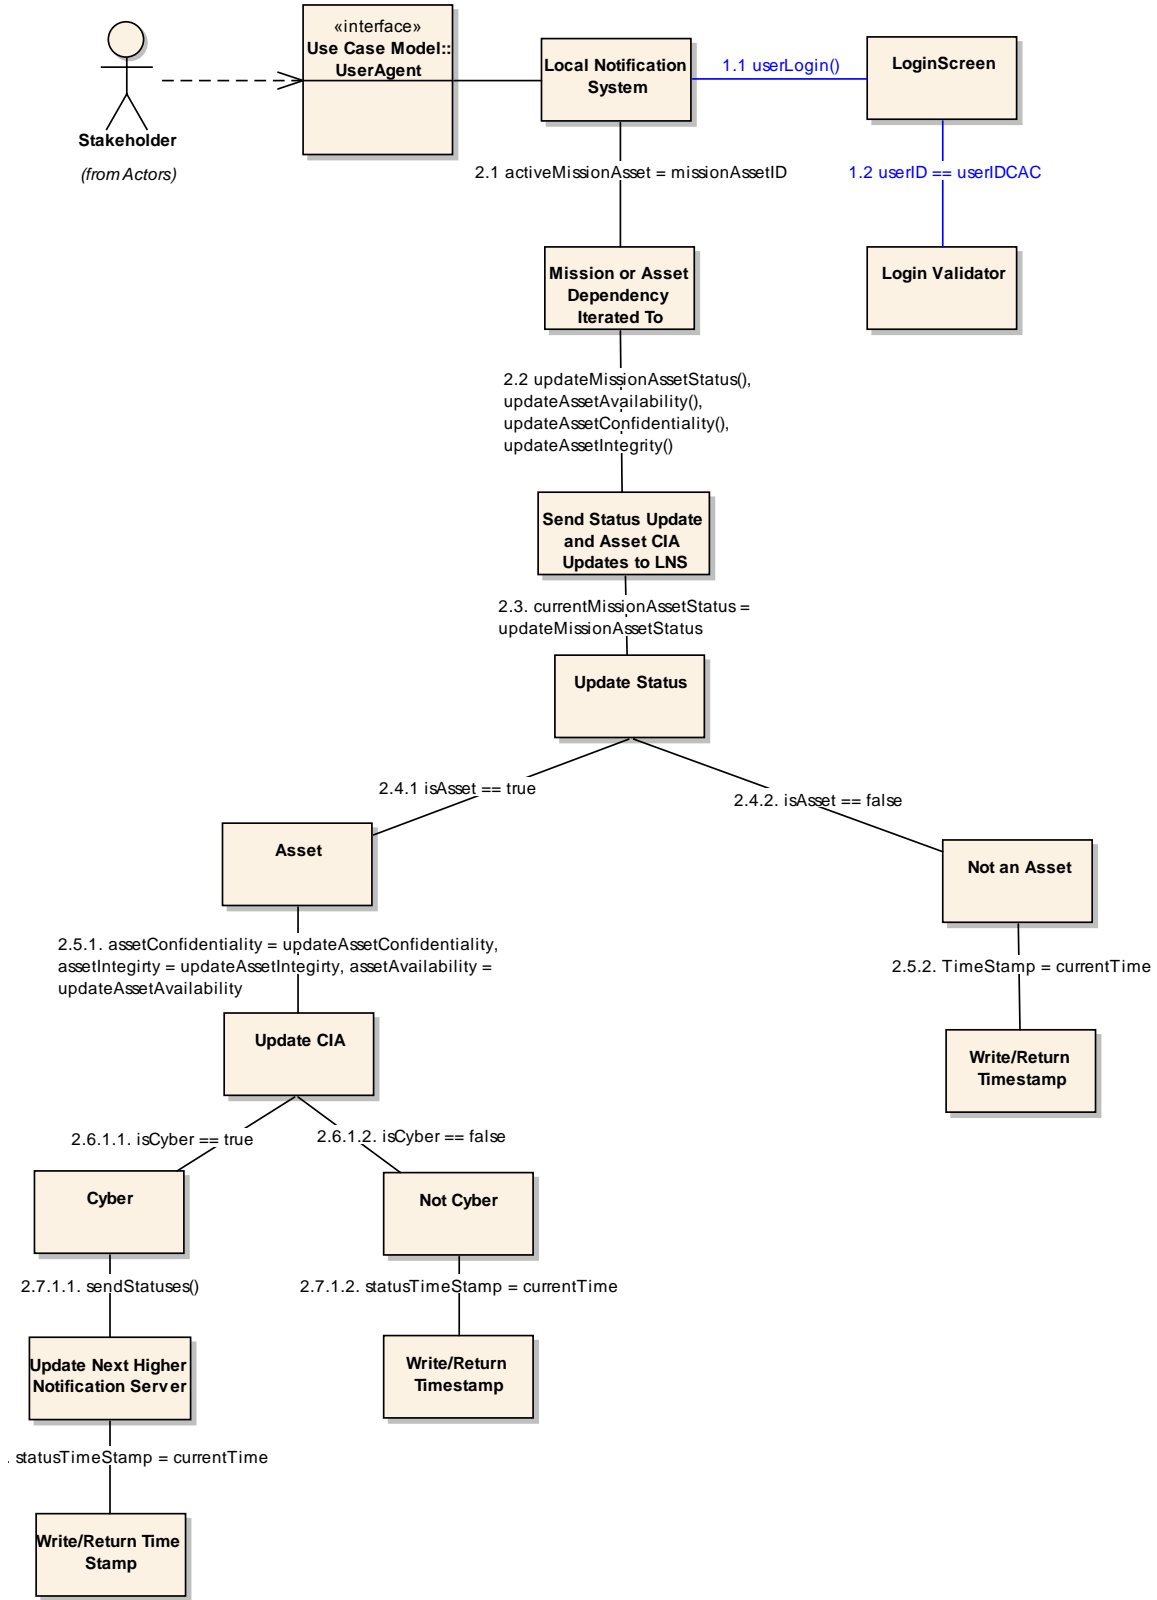 «interface»
Use Case Model::
UserAgent
Local Notification
System
1.1 userLogin()
LoginScreen
Stakeholder
(from Actors)
2.1 activeMissionAsset = missionAssetID
1.2 userID == userIDCAC
Mission or Asset
Dependency
Iterated To
Login Validator
2.2 updateMissionAssetStatus(),
updateAssetAvailability(),
updateAssetConfidentiality(),
updateAssetIntegrity()
Send Status Update
and Asset CIA
Updates to LNS
2.3. currentMissionAssetStatus =
updateMissionAssetStatus
Update Status
2.4.1 isAsset == true
2.4.2. isAsset == false
Asset
Not an Asset
2.5.1. assetConfidentiality = updateAssetConfidentiality,
assetIntegirty = updateAssetIntegirty, assetAvailability =
updateAssetAvailability
2.5.2. TimeStamp = currentTime
Update CIA
Write/Return
Timestamp
2.6.1.1. isCyber == true
2.6.1.2. isCyber == false
Cyber
Not Cyber
2.7.1.1. sendStatuses()
2.7.1.2. statusTimeStamp = currentTime
Update Next Higher
Notification Server
Write/Return
Timestamp
. statusTimeStamp = currentTime
Write/Return Time
Stamp